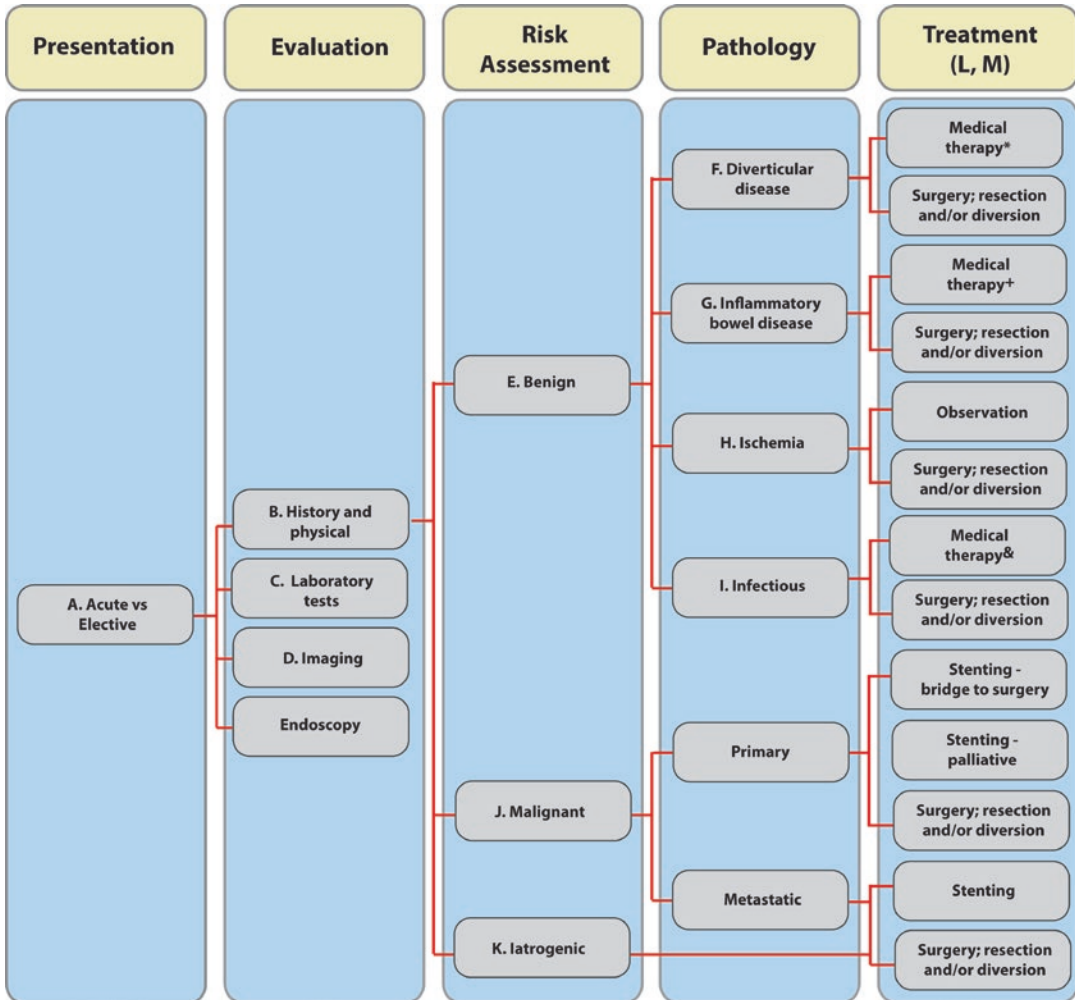 Presentation
Evaluation
Risk
Assessment
Pathology
Treatment
(L, M)
A. Acute vs
Elective
B. History and
physical
C. Laboratory
tests
D. Imaging
Endoscopy
E. Benign
J. Malignant
K. Iatrogenic
F. Diverticular
disease
G. Inflammatory
bowel disease
H. Ischemia
I. Infectious
Primary
Metastatic
Medical
therapy*
Surgery; resection
and/or diversion
Medical
therapy+
Surgery; resection
and/or diversion
Observation
Surgery; resection
and/or diversion
Medical
therapy&
Surgery; resection
and/or diversion
Stenting -
bridge to surgery
Stenting -
palliative
Surgery; resection
and/or diversion
Stenting
Surgery; resection
and/or diversion